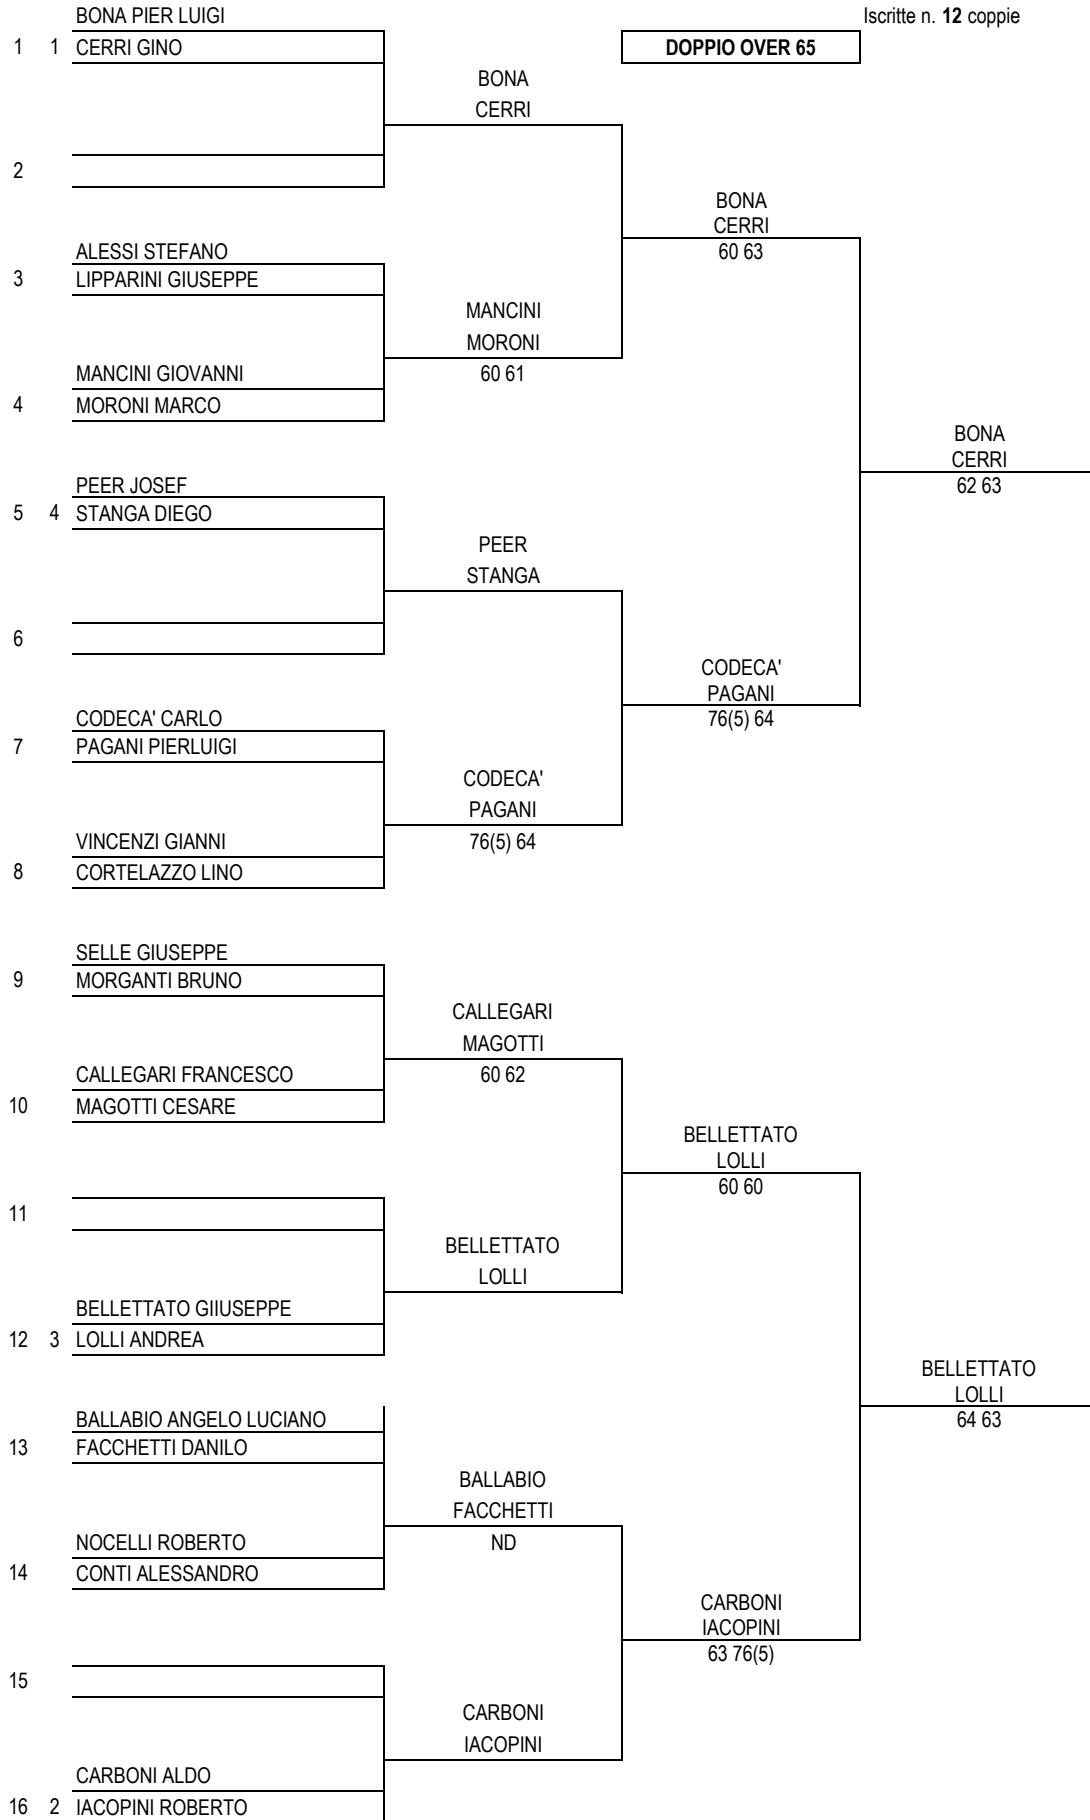 BONA PIER LUIGI
Iscritte n. 12 coppie
1 1 CERRI GINO
DOPPIO OVER 65
BONA
CERRI
2
BONA
CERRI
60 63
ALESSI STEFANO
3 LIPPARINI GIUSEPPE
MANCINI
MORONI
60 61
MANCINI GIOVANNI
4 MORONI MARCO
BONA
CERRI
62 63
PEER JOSEF
5 4 STANGA DIEGO
PEER
STANGA
6
CODECA'
PAGANI
76(5) 64
CODECA' CARLO
7 PAGANI PIERLUIGI
CODECA'
PAGANI
76(5) 64
VINCENZI GIANNI
8 CORTELAZZO LINO
SELLE GIUSEPPE
9 MORGANTI BRUNO
CALLEGARI
MAGOTTI
60 62
CALLEGARI FRANCESCO
10 MAGOTTI CESARE
BELLETTATO
LOLLI
60 60
11
BELLETTATO
LOLLI
BELLETTATO GIIUSEPPE
12 3 LOLLI ANDREA
BELLETTATO
LOLLI
64 63
BALLABIO ANGELO LUCIANO
13 FACCHETTI DANILO
BALLABIO
FACCHETTI
ND
NOCELLI ROBERTO
14 CONTI ALESSANDRO
CARBONI
IACOPINI
63 76(5)
15
CARBONI
IACOPINI
CARBONI ALDO
16 2 IACOPINI ROBERTO